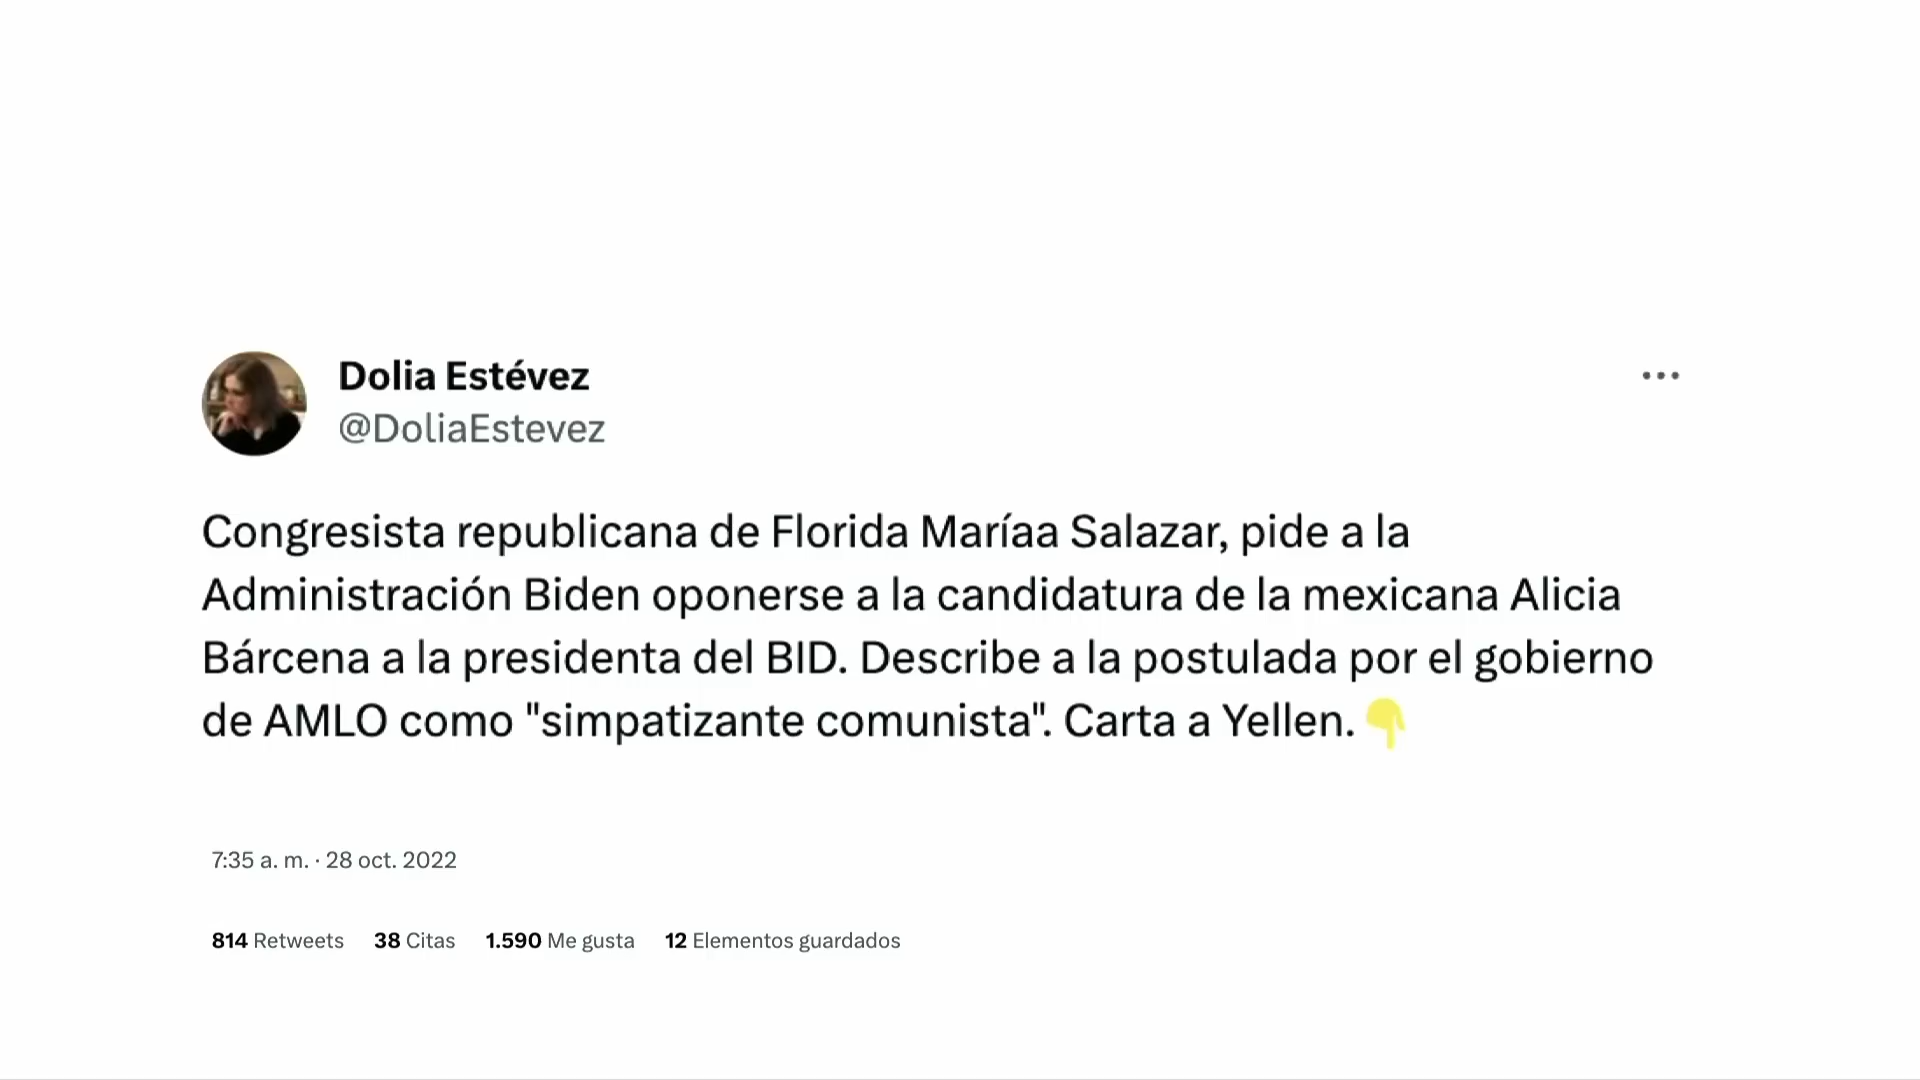 Dolia Estévez
@DoliaEstevez
Congresista republicana de Florida Maríaa Salazar, pide a la
Administración Biden oponerse a la candidatura de la mexicana Alicia
Bárcena a la presidenta del BID. Describe a la postulada por el gobierno
de AMLO como "simpatizante comunista". Carta a Yellen.👇
7:35 a. m. · 28 oct. 2022
814 Retweets 38 Citas 1.590 Me gusta 12 Elementos guardados